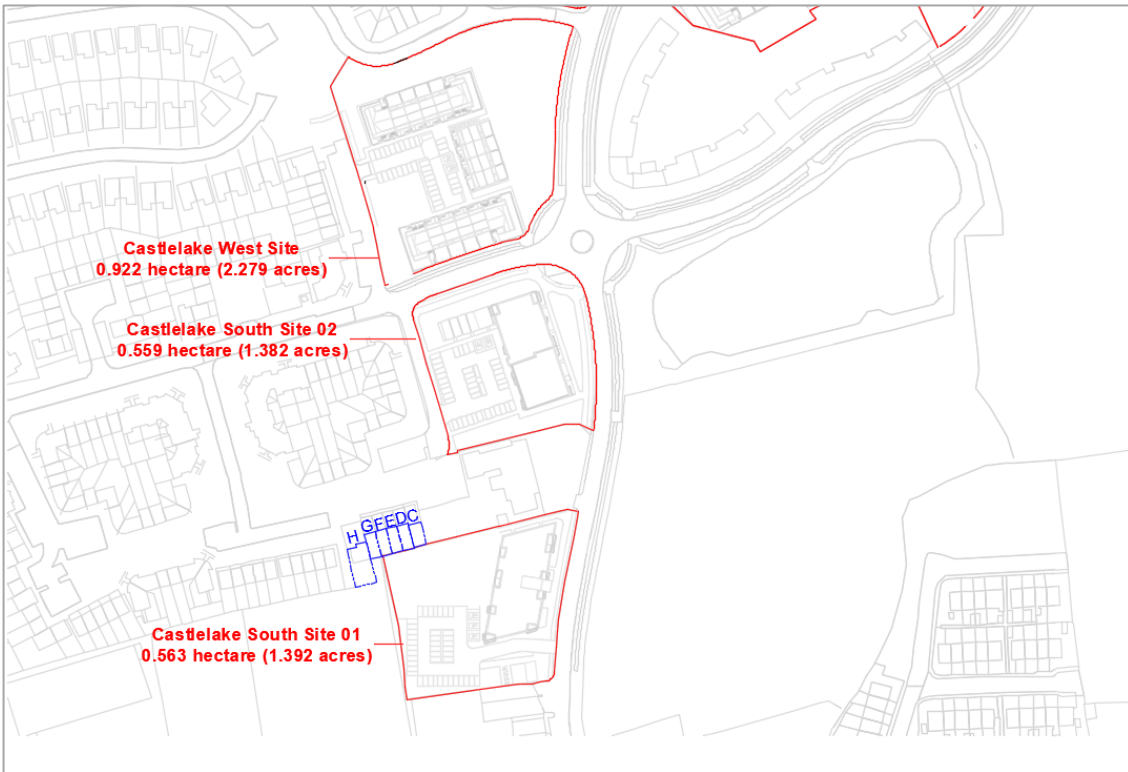 Castlelake West Site
0.922 hectare (2.279 acres)
Castlelake South Site 02
0.559 hectare (1.382 acres)
H GFEDC
Castlelake South Site 01
0.563 hectare (1.392 acres)